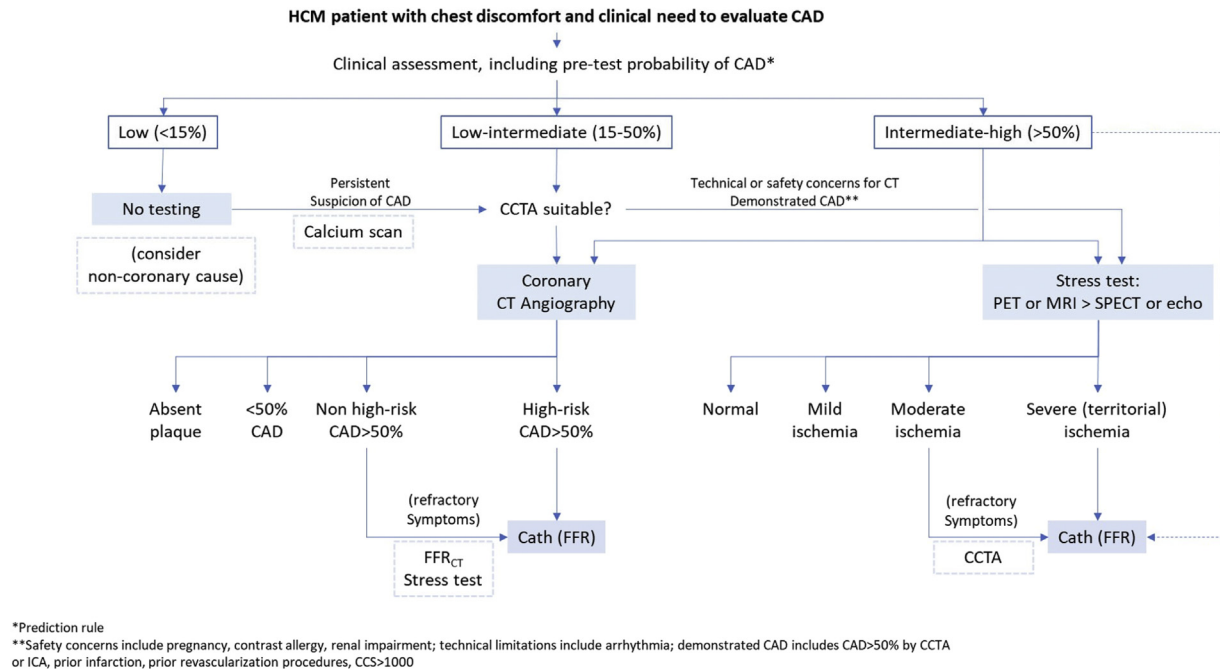 HCM patient with chest discomfort and clinical need to evaluate CAD
Clinical assessment, including pre-test probability of CAD*
Low (<15%)
Low-intermediate (15-50%)
Intermediate-high (>50%)
No testing
Persistent
Suspicion of CAD
Calcium scan
CCTA suitable?
Technical or safety concerns for CT
Demonstrated CAD**
(consider
non-coronary cause)
Coronary
CT Angiography
Stress test:
PET or MRI > SPECT or echo
Absent
plaque
<50%
CAD
Non high-risk
CAD>50%
High-risk
CAD>50%
Normal
Mild
ischemia
Moderate
ischemia
Severe (territorial)
ischemia
(refractory
Symptoms)
Cath (FFR)
FFRCT
Stress test
(refractory
Symptoms)
Cath (FFR)
CCTA
*Prediction rule
**Safety concerns include pregnancy, contrast allergy, renal impairment; technical limitations include arrhythmia; demonstrated CAD includes CAD>50% by CCTA
or ICA, prior infarction, prior revascularization procedures, CCS>1000